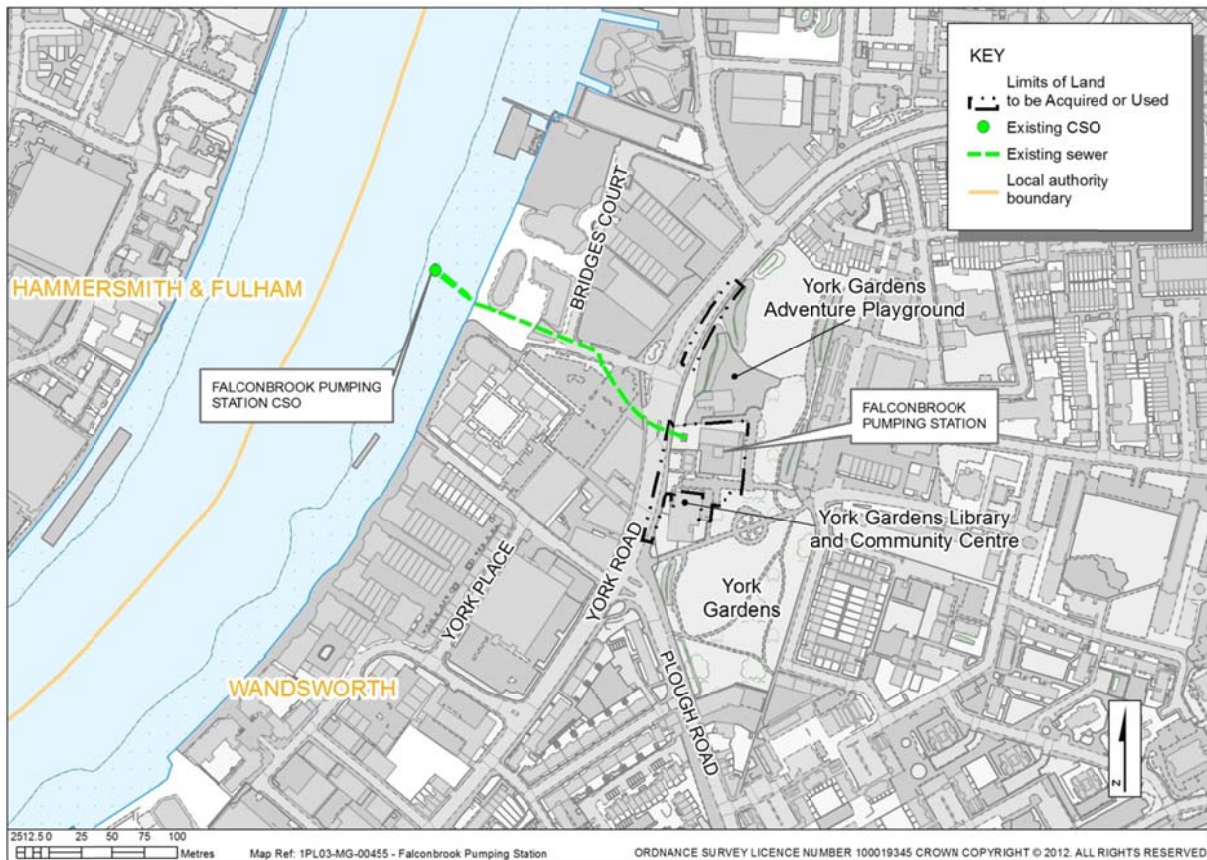 KEY
Limits of Land
to be Acquired or Used
Existing CSO
Existing sewer
Local authority
boundary
BRIDGES COURT
HAMMERSMITH & FULHAM
York Gardens
Adventure Playground
FALCONBROOK PUMPING
STATION CSO
FALCONBROOK
PUMPING STATION
York Gardens Library
and Community Centre
YORK PLACE
YORK ROAD
York
Gardens
WANDSWORTH
PLOUGH ROAD
N
2512.5 0 25 50 75 100
Metres
Map Ref: 1PL03-MG-00455 - Falconbrook Pumping Station
ORDNANCE SURVEY LICENCE NUMBER 100019345 CROWN COPYRIGHT © 2012. ALL RIGHTS RESERVED